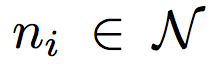 n_i ∈ 𝒩